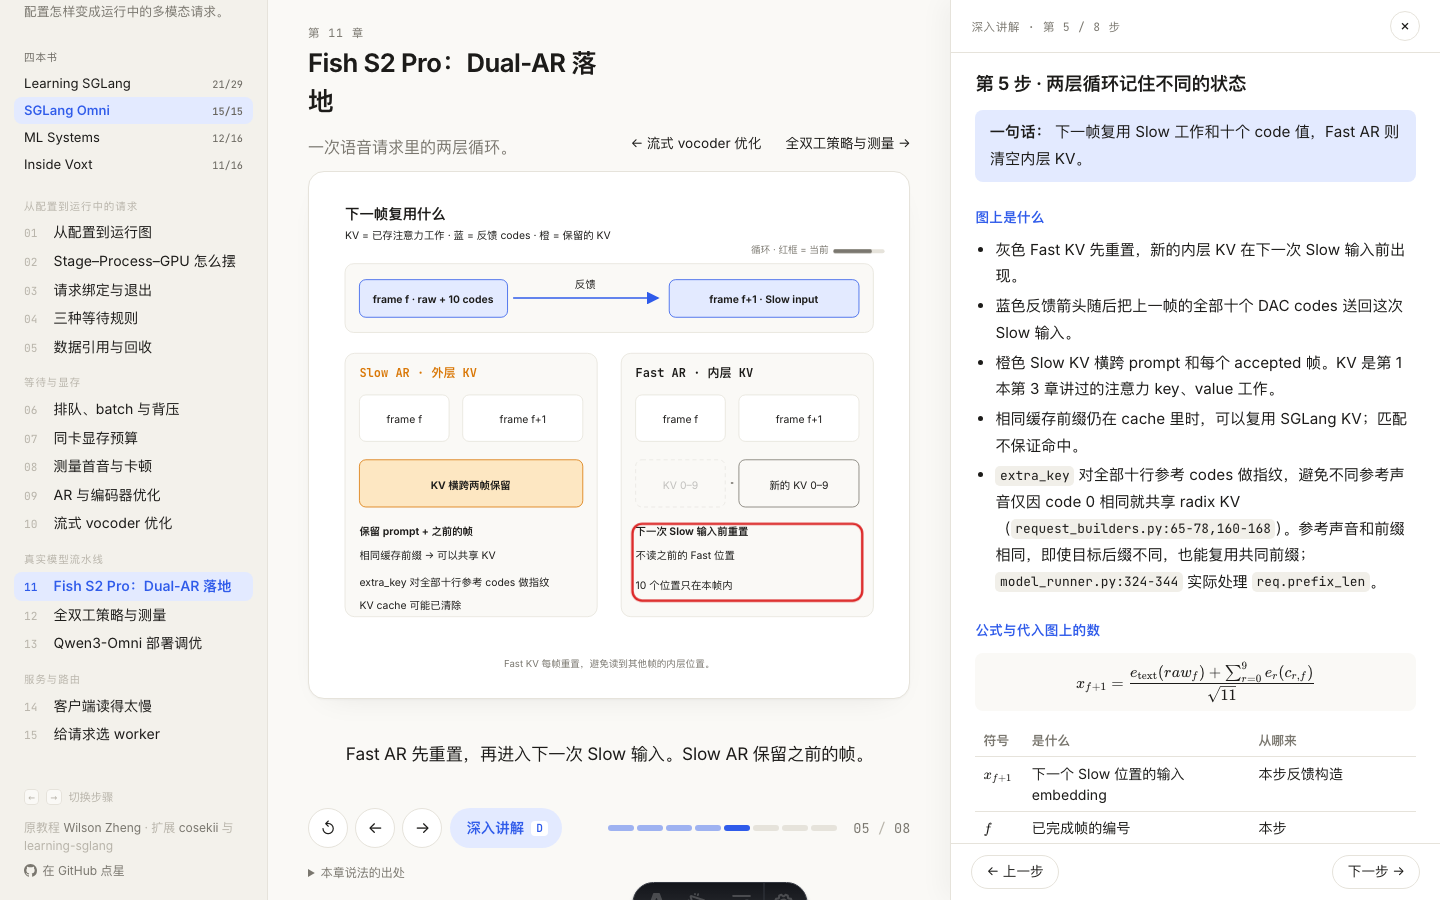 配置怎样变成运行中的多模态请求。
四本书
Learning SGLang 21/29
SGLang Omni 15/15
ML Systems 12/16
Inside Voxt 11/16
从配置到运行中的请求
01 从配置到运行图
02 Stage–Process–GPU 怎么摆
03 请求绑定与退出
04 三种等待规则
05 数据引用与回收
等待与显存
06 排队、batch 与背压
07 同卡显存预算
08 测量首音与卡顿
09 AR 与编码器优化
10 流式 vocoder 优化
真实模型流水线
11 Fish S2 Pro：Dual-AR 落地
12 全双工策略与测量
13 Qwen3-Omni 部署调优
服务与路由
14 客户端读得太慢
15 给请求选 worker
← → 切换步骤
原教程 Wilson Zheng · 扩展 cosekii 与
learning-sglang
在 GitHub 点星
第 11 章
Fish S2 Pro：Dual-AR 落
地
一次语音请求里的两层循环。
← 流式 vocoder 优化 全双工策略与测量 →
下一帧复用什么
KV = 已存注意力工作 · 蓝 = 反馈 codes · 橙 = 保留的 KV
循环 · 红框 = 当前
frame f · raw + 10 codes
反馈
frame f+1 · Slow input
Slow AR · 外层 KV
frame f
frame f+1
KV 横跨两帧保留
保留 prompt + 之前的帧
相同缓存前缀 → 可以共享 KV
extra_key 对全部十行参考 codes 做指纹
KV cache 可能已清除
Fast AR · 内层 KV
frame f
frame f+1
KV 0–9
新的 KV 0–9
下一次 Slow 输入前重置
不读之前的 Fast 位置
10 个位置只在本帧内
Fast KV 每帧重置，避免读到其他帧的内层位置。
Fast AR 先重置，再进入下一次 Slow 输入。Slow AR 保留之前的帧。
← → 深入讲解 D
05 / 08
▶ 本章说法的出处
深入讲解 · 第 5 / 8 步
×
第 5 步 · 两层循环记住不同的状态
一句话： 下一帧复用 Slow 工作和十个 code 值，Fast AR 则
清空内层 KV。
图上是什么
• 灰色 Fast KV 先重置，新的内层 KV 在下一次 Slow 输入前出
现。
• 蓝色反馈箭头随后把上一帧的全部十个 DAC codes 送回这次
Slow 输入。
• 橙色 Slow KV 横跨 prompt 和每个 accepted 帧。KV 是第 1
本第 3 章讲过的注意力 key、value 工作。
• 相同缓存前缀仍在 cache 里时，可以复用 SGLang KV；匹配
不保证命中。
• extra_key 对全部十行参考 codes 做指纹，避免不同参考声
音仅因 code 0 相同就共享 radix KV
（request_builders.py:65-78,160-168）。参考声音和前缀
相同，即使目标后缀不同，也能复用共同前缀；
model_runner.py:324-344 实际处理 req.prefix_len。
公式与代入图上的数
x_{f+1} = \frac{e_{text}(raw_f) + \sum_{r=0}^{9} e_r(c_{r,f})}{\sqrt{11}}
符号 是什么 从哪来
x_{f+1} 下一个 Slow 位置的输入 本步反馈构造
embedding
f 已完成帧的编号 本步
← 上一步 下一步 →